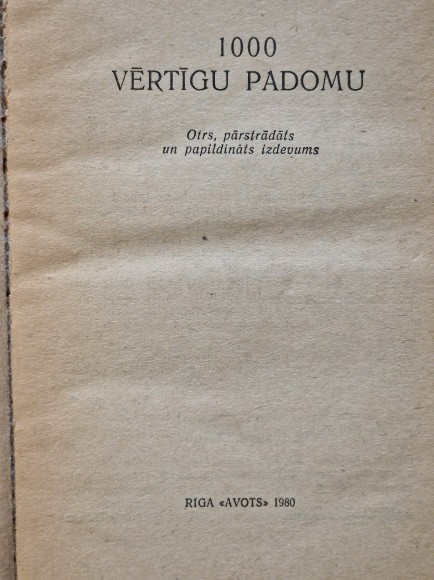 1000
VĒRTĪGU PADOMU
Otrs, pārstrādāts
un papildināts izdevums
RIGA «AVOTS» 1980